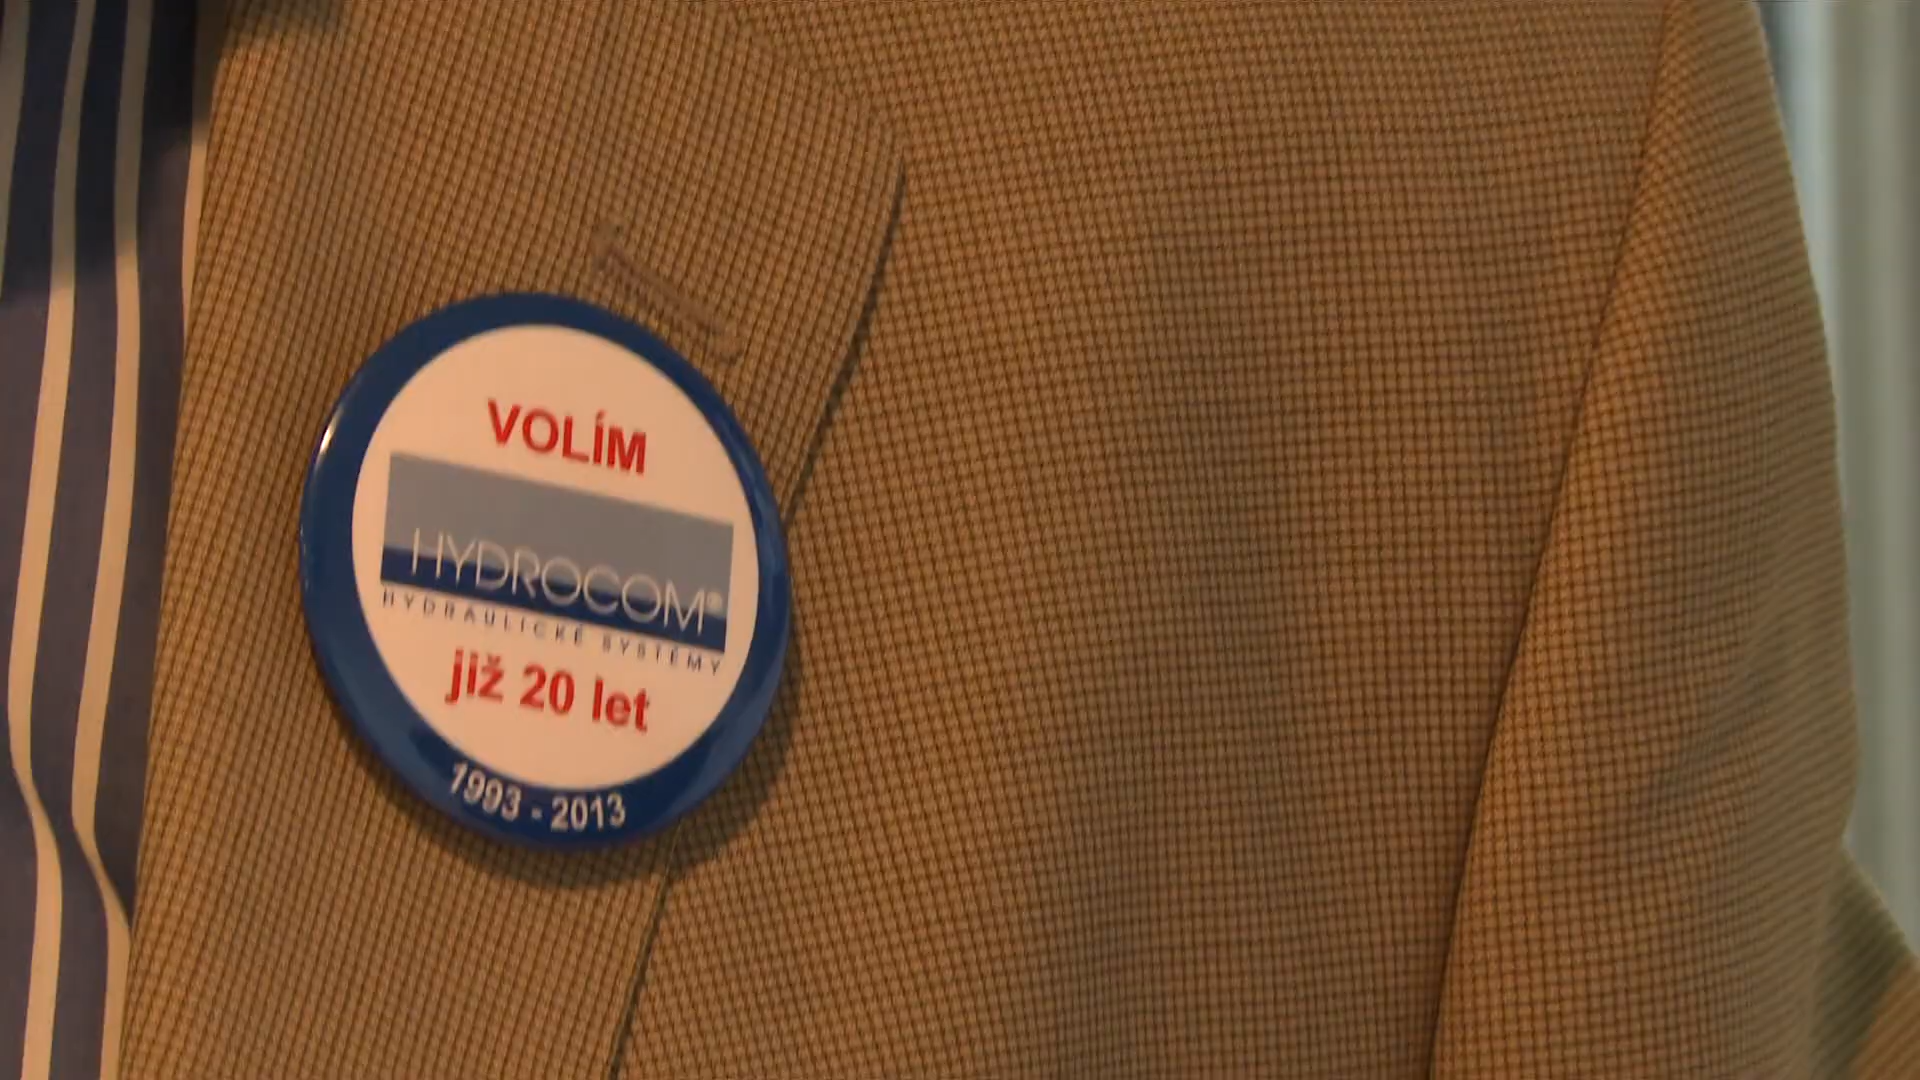 VOLÍM
HYDROCOM®
HYDRAULICKÉ SYSTÉMY
již 20 let
1993 - 2013